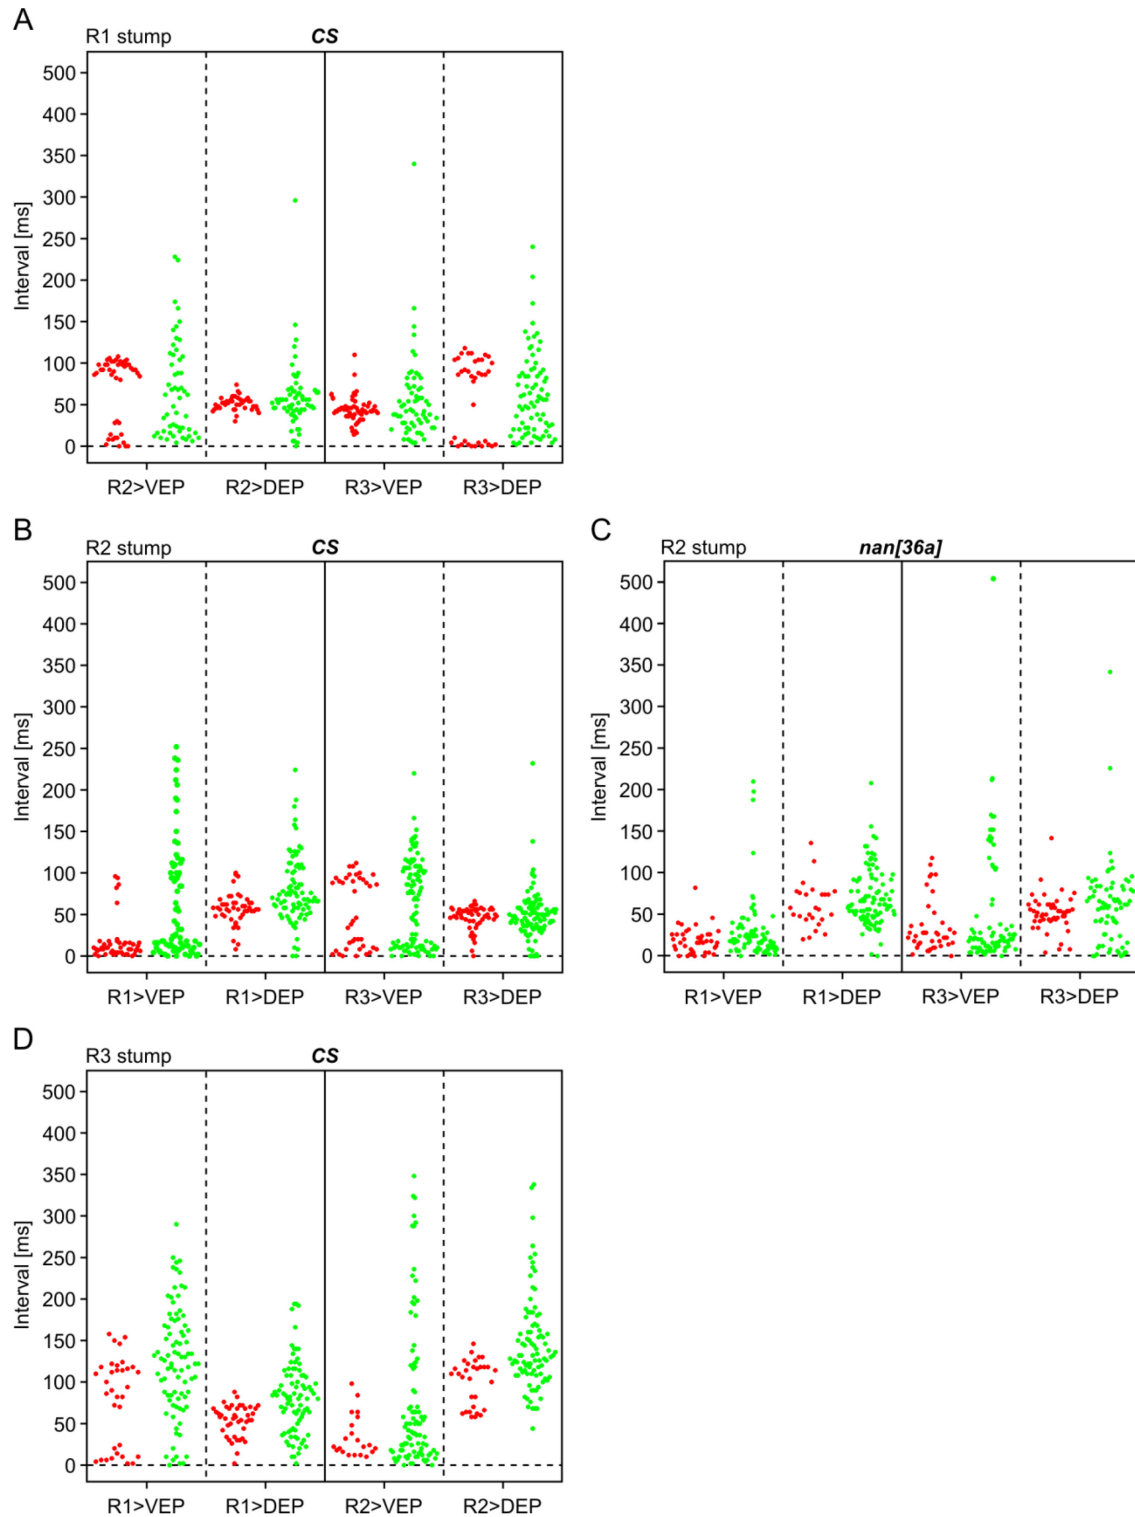 A
R1 stump CS
500
450
400
350
300
250
200
150
100
50
0
Interval [ms]
R2>VEP R2>DEP R3>VEP R3>DEP
B
R2 stump CS
500
400
350
300
250
200
150
100
50
0
Interval [ms]
R1>VEP R1>DEP R3>VEP R3>DEP
C
R2 stump nan[36a]
500
400
350
300
250
200
150
100
50
0
Interval [ms]
R1>VEP R1>DEP R3>VEP R3>DEP
D
R3 stump CS
500
400
350
300
250
200
150
100
50
0
Interval [ms]
R1>VEP R1>DEP R2>VEP R2>DEP